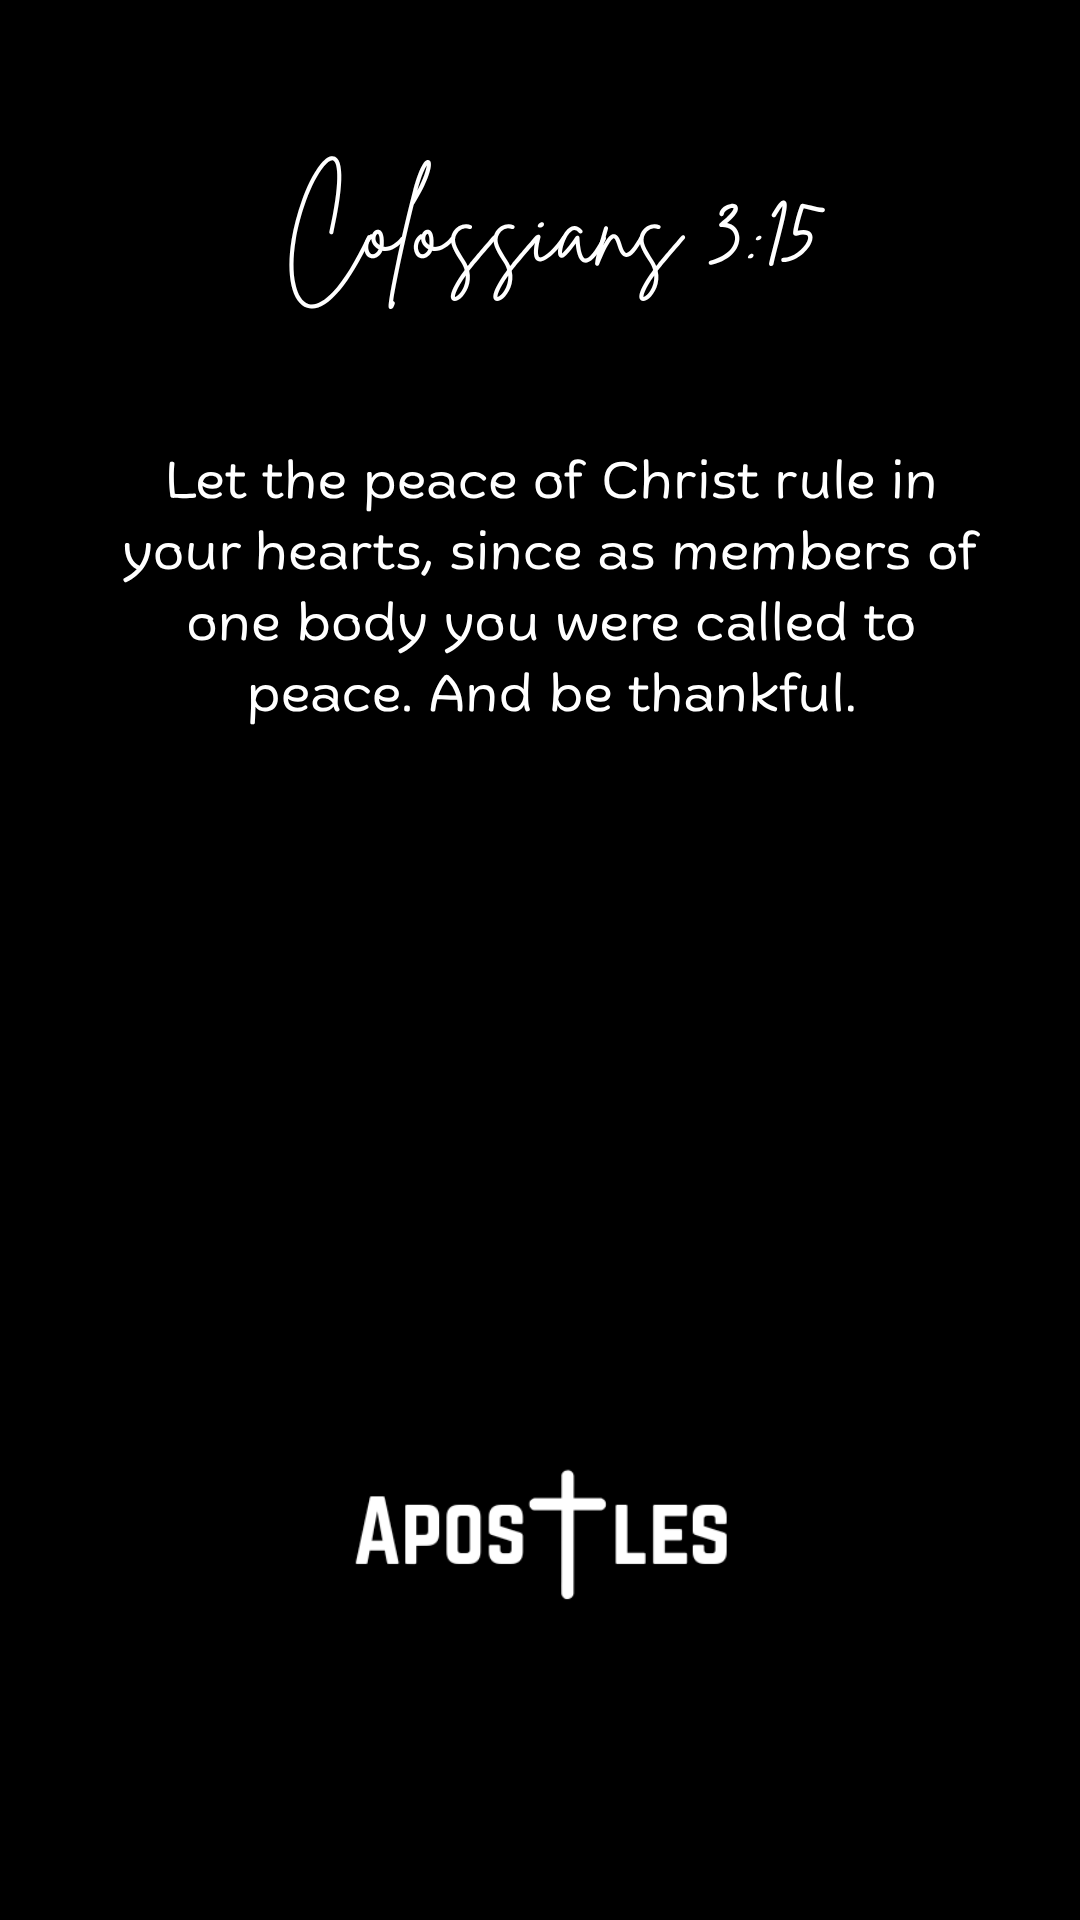 Colossians 3:15
Let the peace of Christ rule in
your hearts, since as members of
one body you were called to
peace. And be thankful.
APOSTLES